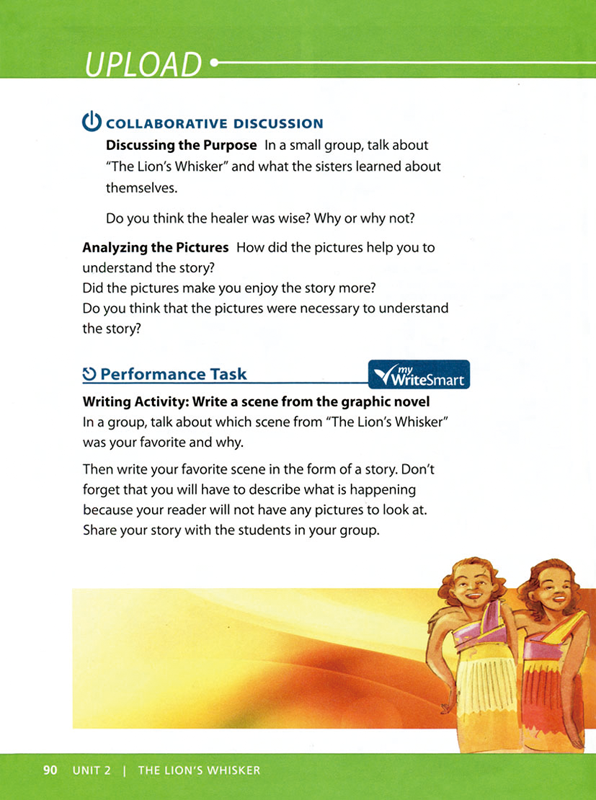 UPLOAD
COLLABORATIVE DISCUSSION
Discussing the Purpose In a small group, talk about
“The Lion’s Whisker” and what the sisters learned about
themselves.
Do you think the healer was wise? Why or why not?
Analyzing the Pictures How did the pictures help you to
understand the story?
Did the pictures make you enjoy the story more?
Do you think that the pictures were necessary to understand
the story?
Performance Task
my
WriteSmart
Writing Activity: Write a scene from the graphic novel
In a group, talk about which scene from “The Lion’s Whisker”
was your favorite and why.
Then write your favorite scene in the form of a story. Don’t
forget that you will have to describe what is happening
because your reader will not have any pictures to look at.
Share your story with the students in your group.
90 UNIT 2 | THE LION’S WHISKER